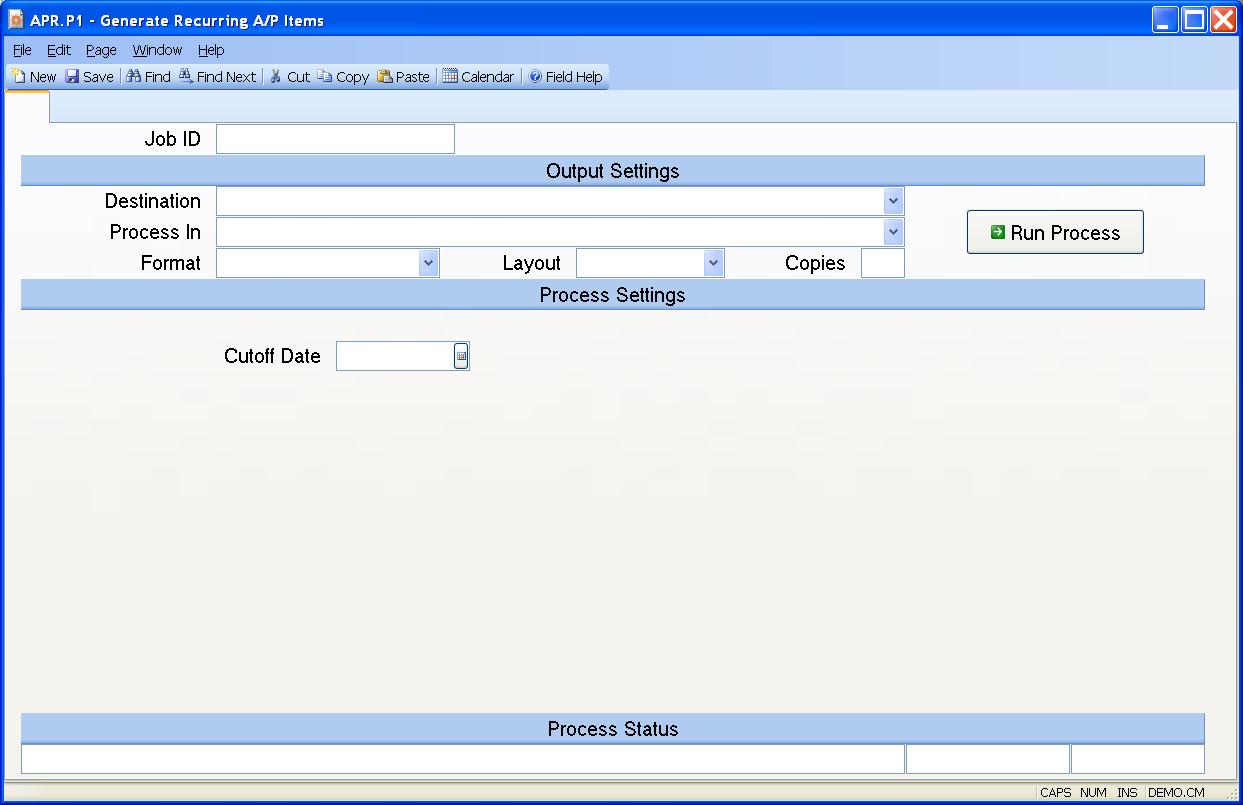 APR.P1 - Generate Recurring A/P Items
File Edit Page Window Help
New Save Find Find Next Cut Copy Paste Calendar Field Help
Job ID
Output Settings
Destination
Process In
Run Process
Format Layout Copies
Process Settings
Cutoff Date
Process Status
CAPS NUM INS DEMO.CM